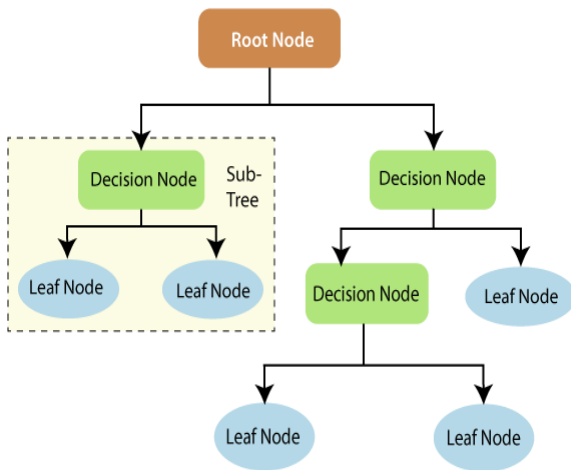 Root Node
Decision Node
Sub-
Tree
Decision Node
Leaf Node
Leaf Node
Decision Node
Leaf Node
Leaf Node
Leaf Node